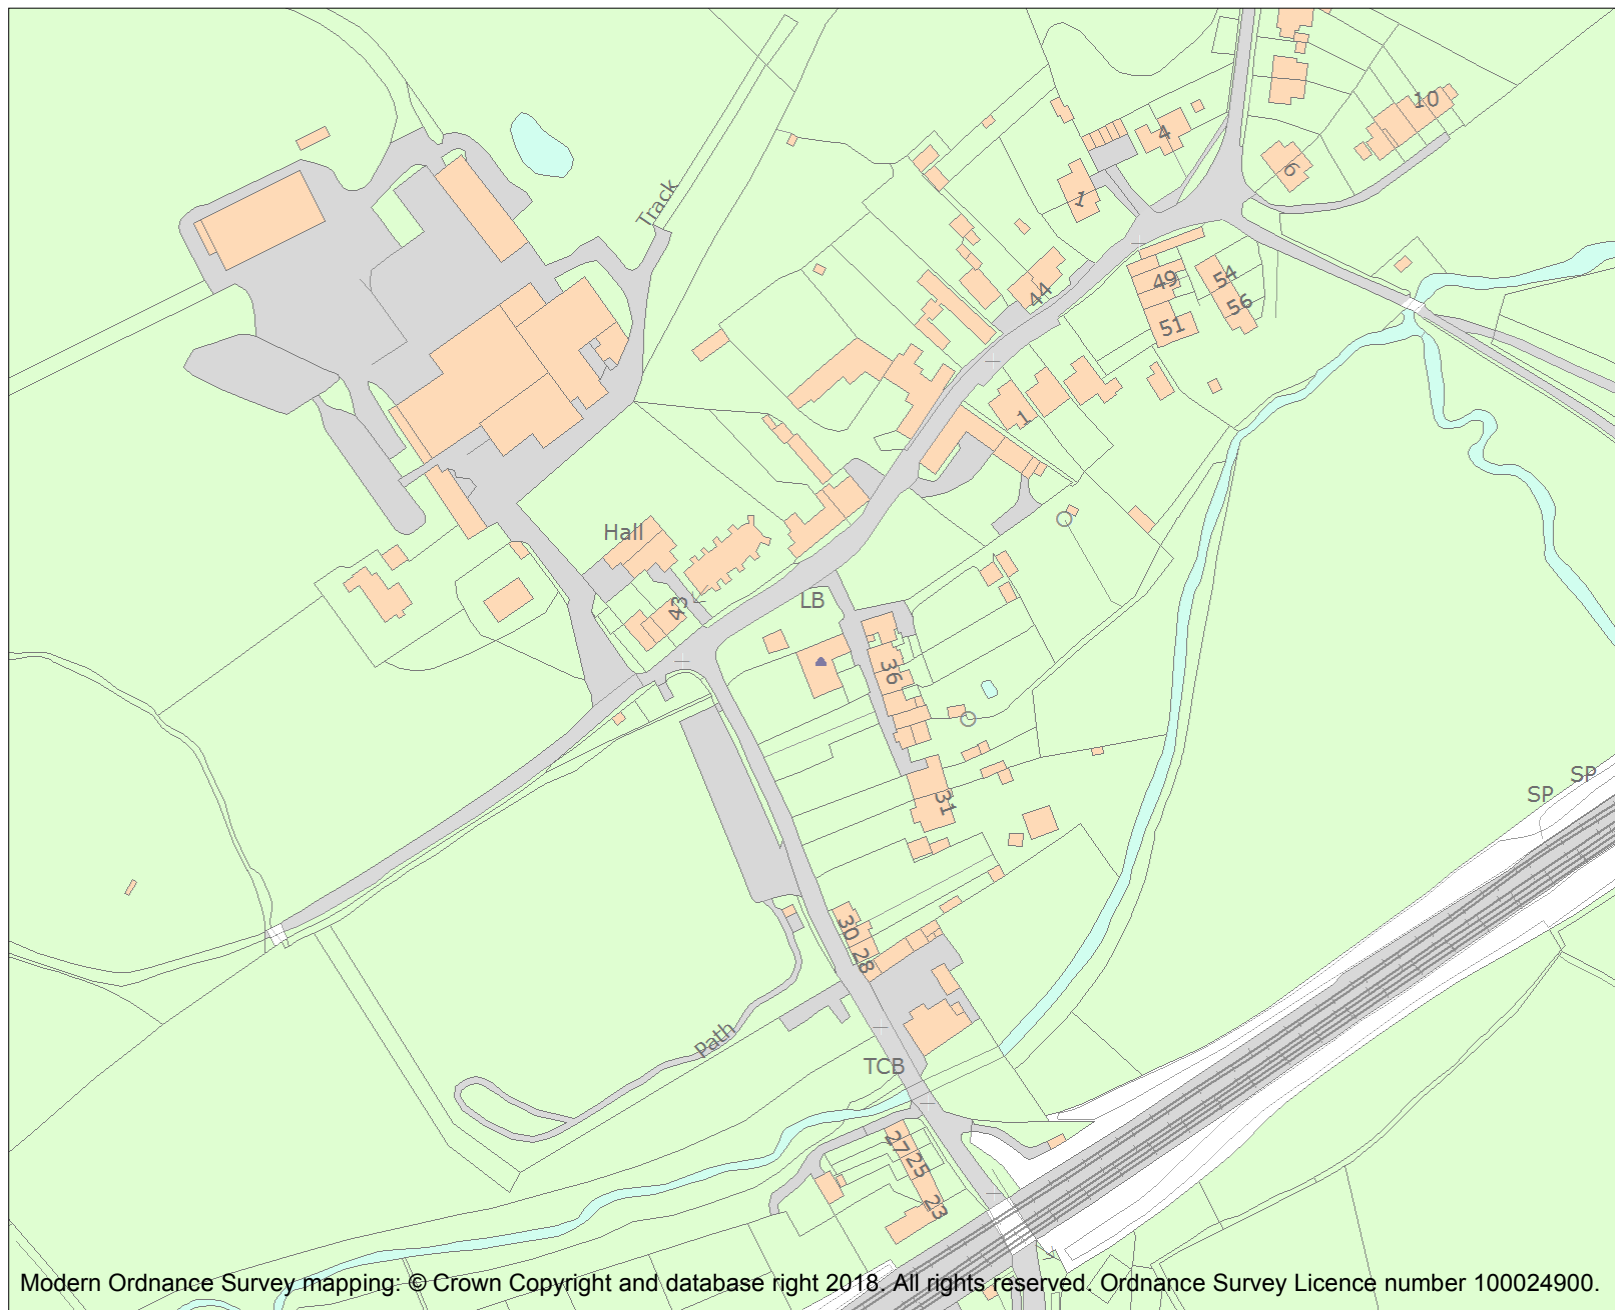 10
4
6
1
Track
49
54
44
56
51
1
Hall
43
LB
36
SP
SP
31
30
28
Path
TCB
27
25
23
Modern Ordnance Survey mapping: © Crown Copyright and database right 2018. All rights reserved. Ordnance Survey Licence number 100024900.